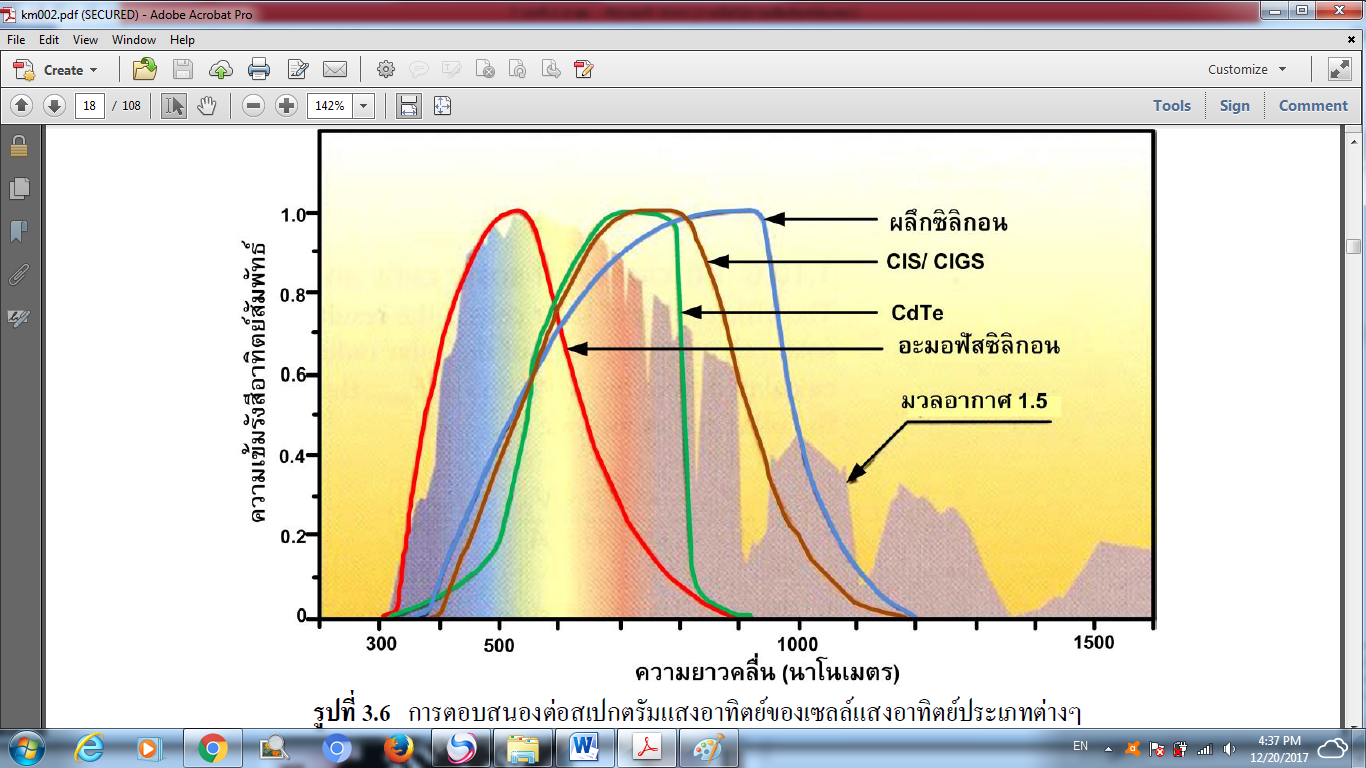 km002.pdf (SECURED) - Adobe Acrobat Pro
File Edit View Window Help
Create Customize
18 / 108 142% Tools Sign Comment
ความเข้มรังสีอาทิตย์สัมพัทธ์
1.0
0.8
0.6
0.4
0.2
0
ผลึกซิลิกอน
CIS/ CIGS
CdTe
อะมอฟัสซิลิกอน
มวลอากาศ 1.5
300 500 1000 1500
ความยาวคลื่น (นาโนเมตร)
รูปที่ 3.6 การตอบสนองต่อสเปกตรัมแสงอาทิตย์ของเซลล์แสงอาทิตย์ประเภทต่างๆ
EN 4:37 PM
12/20/2017